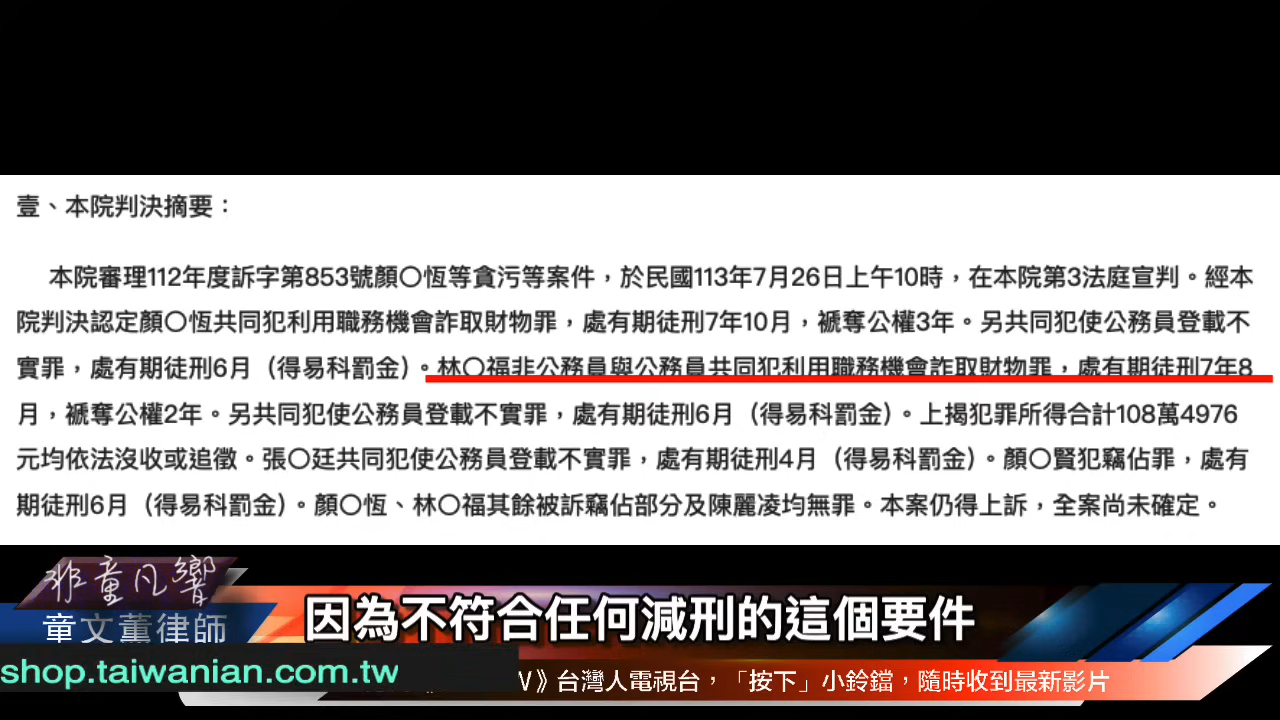 壹、本院判決摘要：
本院審理112年度訴字第853號顏〇恆等貪污等案件，於民國113年7月26日上午10時，在本院第3法庭宣判。經本
院判決認定顏〇恆共同犯利用職務機會詐取財物罪，處有期徒刑7年10月，褫奪公權3年。另共同犯使公務員登載不
實罪，處有期徒刑6月（得易科罰金）。林〇福非公務員與公務員共同犯利用職務機會詐取財物罪，處有期徒刑7年8
月，褫奪公權2年。另共同犯使公務員登載不實罪，處有期徒刑6月（得易科罰金）。上揭犯罪所得合計108萬4976
元均依法沒收或追徵。張〇廷共同犯使公務員登載不實罪，處有期徒刑4月（得易科罰金）。顏〇賢犯竊佔罪，處有
期徒刑6月（得易科罰金）。顏〇恆、林〇福其餘被訴竊佔部分及陳麗凌均無罪。本案仍得上訴，全案尚未確定。
非童凡響
童文薰律師
因為不符合任何減刑的這個要件
shop.taiwanian.com.tw
V》台灣人電視台，「按下」小鈴鐺，隨時收到最新影片